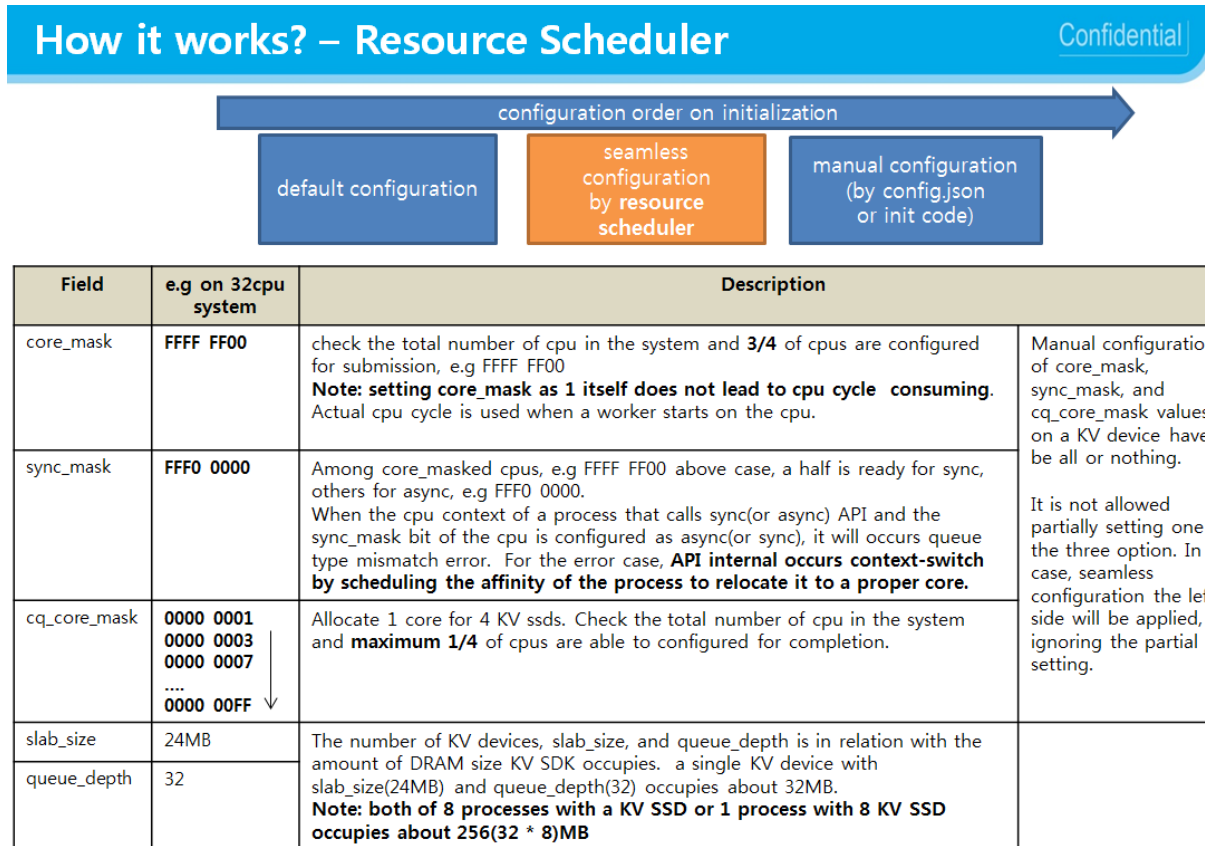 How it works? – Resource Scheduler
Confidential
configuration order on initialization
default configuration
seamless
configuration
by resource
scheduler
manual configuration
(by config.json
or init code)
Field
e.g on 32cpu
system
Description
core_mask
FFFF FF00
check the total number of cpu in the system and 3/4 of cpus are configured
for submission, e.g FFFF FF00
Note: setting core_mask as 1 itself does not lead to cpu cycle consuming.
Actual cpu cycle is used when a worker starts on the cpu.
Manual configuratio
of core_mask,
sync_mask, and
cq_core_mask values
on a KV device have
be all or nothing.
It is not allowed
partially setting one
the three option. In
case, seamless
configuration the lef
side will be applied,
ignoring the partial
setting.
sync_mask
FFF0 0000
Among core_masked cpus, e.g FFFF FF00 above case, a half is ready for sync,
others for async, e.g FFF0 0000.
When the cpu context of a process that calls sync(or async) API and the
sync_mask bit of the cpu is configured as async(or sync), it will occurs queue
type mismatch error. For the error case, API internal occurs context-switch
by scheduling the affinity of the process to relocate it to a proper core.
cq_core_mask
0000 0001
0000 0003
0000 0007
....
0000 00FF
Allocate 1 core for 4 KV ssds. Check the total number of cpu in the system
and maximum 1/4 of cpus are able to configured for completion.
slab_size
24MB
queue_depth
32
The number of KV devices, slab_size, and queue_depth is in relation with the
amount of DRAM size KV SDK occupies. a single KV device with
slab_size(24MB) and queue_depth(32) occupies about 32MB.
Note: both of 8 processes with a KV SSD or 1 process with 8 KV SSD
occupies about 256(32 * 8)MB